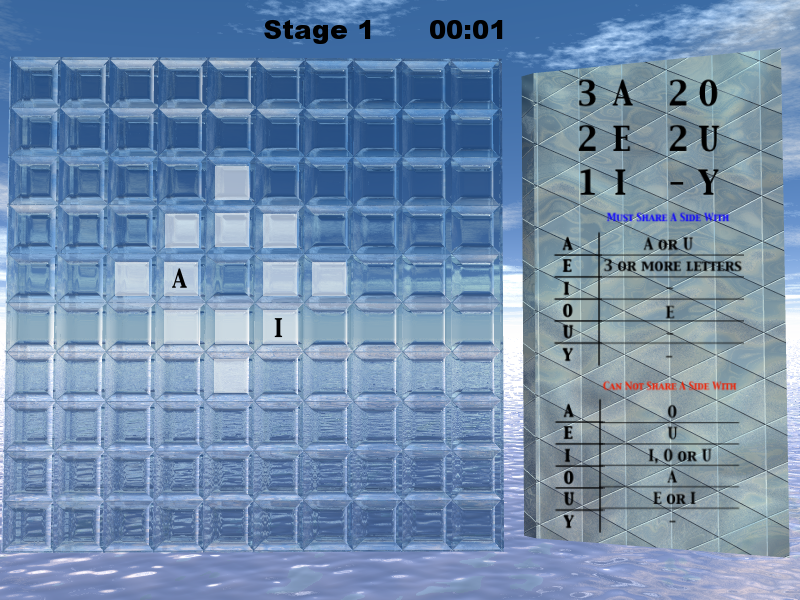 Stage 1 00:01
3 A 2 O
2 E 2 U
1 I - Y
Must Share A Side With
A A or U
E 3 or more letters
I -
O E
U -
Y -
Can Not Share A Side With
A O
E U
I I, O or U
O A
U E or I
Y -
A
I